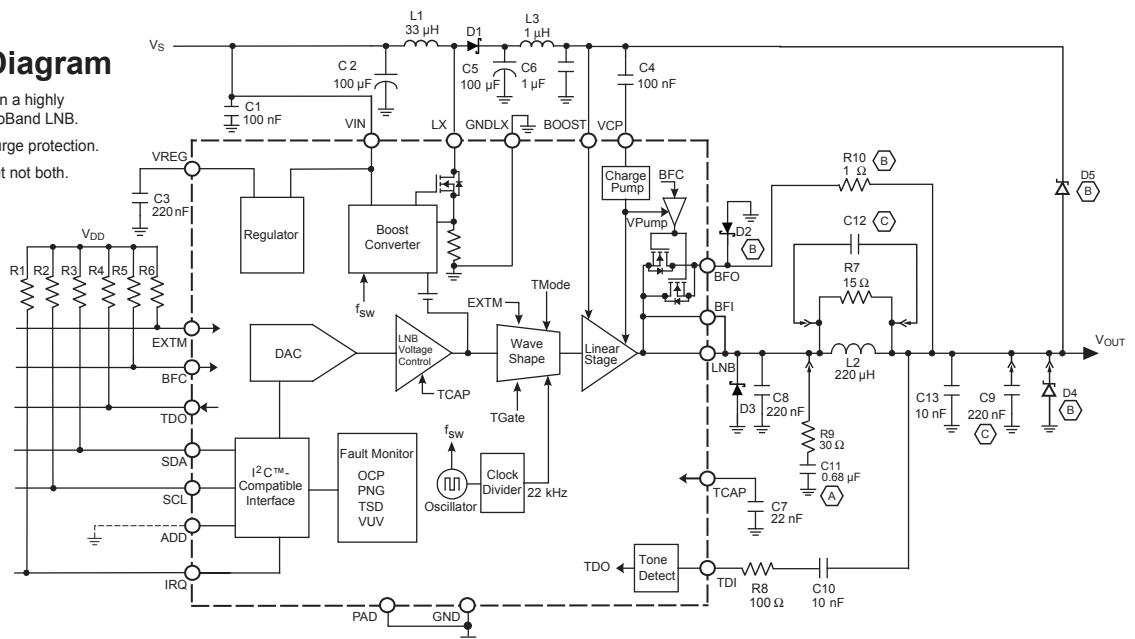 Diagram
n a highly
oBand LNB.
urge protection.
t not both.
VS
L1
33 µH
D1
L3
1 µH
C 2
100 µF
C5
100 µF
C6
1 µF
C4
100 nF
C1
100 nF
VIN
LX
GNDLX
BOOST
VCP
VREG
C3
220 nF
VDD
R1
R2
R3
R4
R5
R6
Regulator
Boost
Converter
fsw
Charge
Pump
BFC
VPump
D2
B
BFO
R10
1 Ω
B
C12
C
R7
15 Ω
D5
B
EXTM
TMode
BFI
EXTM
DAC
LNB
Voltage
Control
Wave
Shape
Linear
Stage
LNB
L2
220 µH
VOUT
BFC
TCAP
TGate
D3
C8
220 nF
C13
10 nF
C9
220 nF
C
D4
B
TDO
R9
30 Ω
C11
0.68 µF
A
SDA
I²C™-
Compatible
Interface
Fault Monitor
OCP
PNG
TSD
VUV
fsw
Oscillator
Clock
Divider
22 kHz
SCL
TCAP
C7
22 nF
ADD
IRQ
TDO
Tone
Detect
TDI
R8
100 Ω
C10
10 nF
PAD
GND